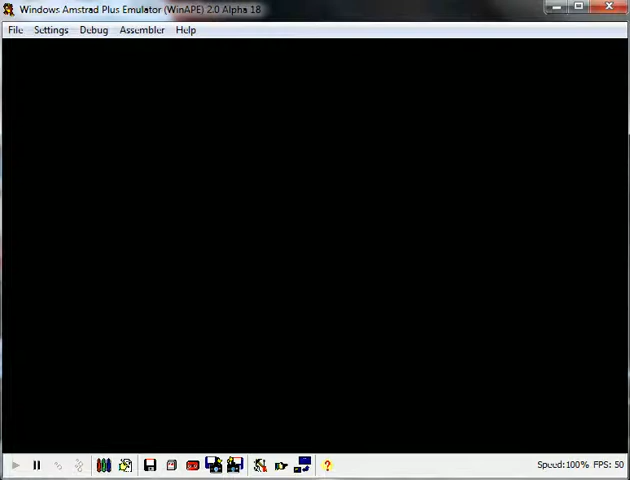 Windows Amstrad Plus Emulator (WinAPE) 2.0 Alpha 18
File Settings Debug Assembler Help
Speed:100% FPS: 50